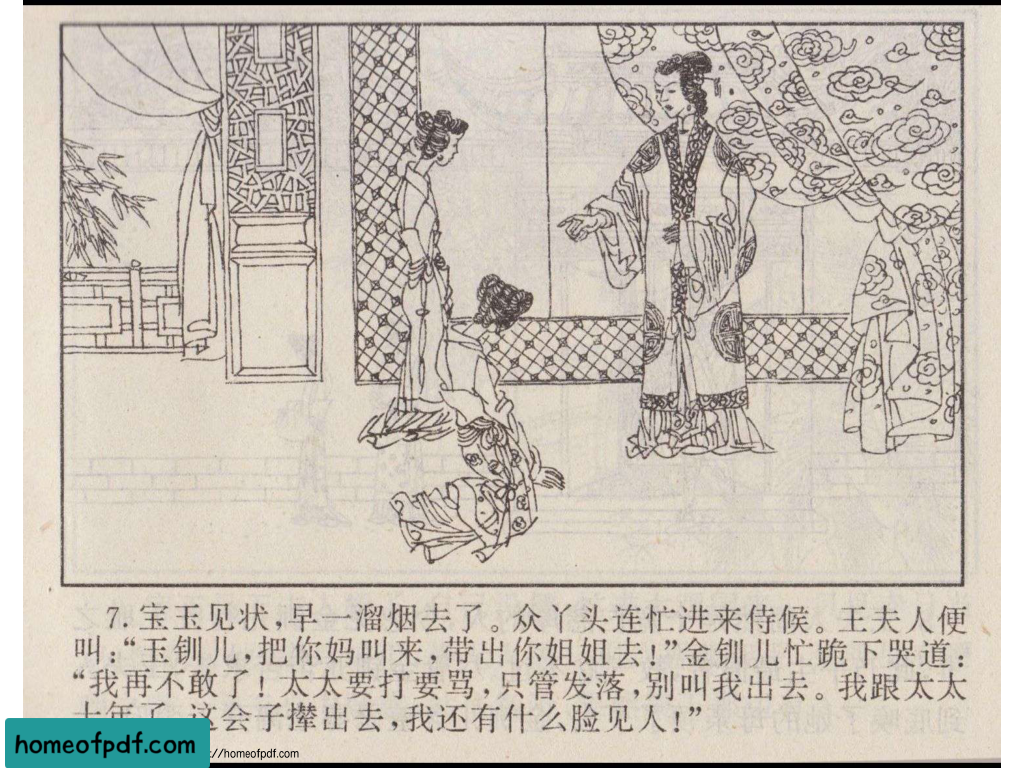 7. 宝玉见状,早一溜烟去了。众丫头连忙进来侍候。王夫人便
叫:“玉钏儿,把你妈叫来,带出你姐姐去!”金钏儿忙跪下哭道:
“我再不敢了! 太太要打要骂,只管发落,别叫我出去。我跟太太
十年了,这会子撵出去,我还有什么脸见人!”
homeofpdf.com
://homeofpdf.com